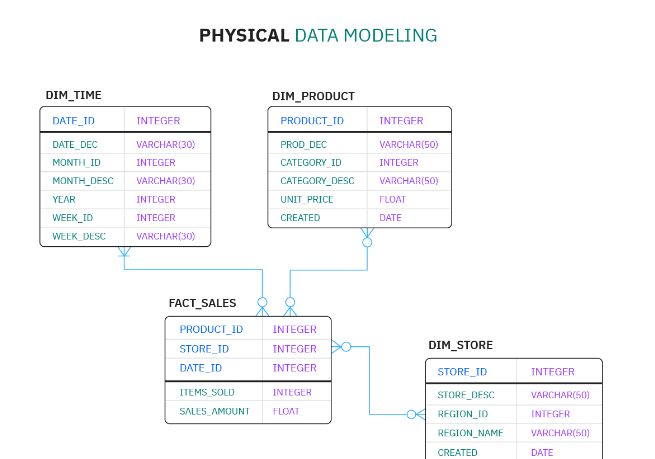 PHYSICAL DATA MODELING
DIM_TIME
DATE_ID INTEGER
DATE_DEC VARCHAR(30)
MONTH_ID INTEGER
MONTH_DESC VARCHAR(30)
YEAR INTEGER
WEEK_ID INTEGER
WEEK_DESC VARCHAR(30)
DIM_PRODUCT
PRODUCT_ID INTEGER
PROD_DEC VARCHAR(50)
CATEGORY_ID INTEGER
CATEGORY_DESC VARCHAR(50)
UNIT_PRICE FLOAT
CREATED DATE
FACT_SALES
PRODUCT_ID INTEGER
STORE_ID INTEGER
DATE_ID INTEGER
ITEMS_SOLD INTEGER
SALES_AMOUNT FLOAT
DIM_STORE
STORE_ID INTEGER
STORE_DESC VARCHAR(50)
REGION_ID INTEGER
REGION_NAME VARCHAR(50)
CREATED DATE